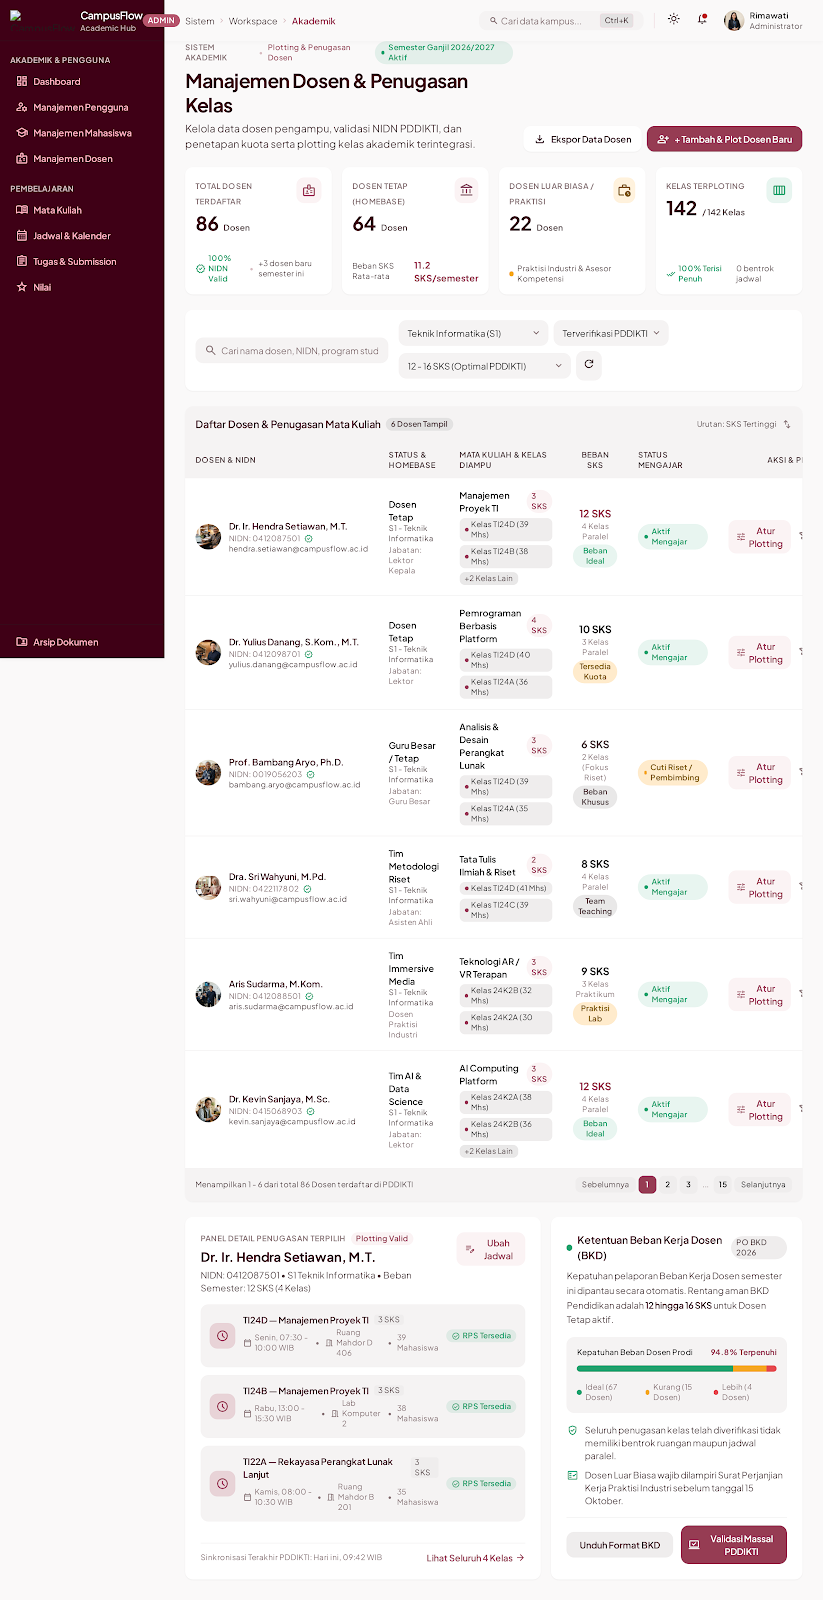 CampusFlow
Academic Hub
ADMIN
AKADEMIK & PENGGUNA
Dashboard
Manajemen Pengguna
Manajemen Mahasiswa
Manajemen Dosen
PEMBELAJARAN
Mata Kuliah
Jadwal & Kalender
Tugas & Submission
Nilai
Arsip Dokumen
Sistem › Workspace › Akademik
Cari data kampus...
Ctrl+K
Rimawati
Administrator
SISTEM AKADEMIK • Plotting & Penugasan Dosen
Semester Ganjil 2026/2027 Aktif
Manajemen Dosen & Penugasan
Kelas
Kelola data dosen pengampu, validasi NIDN PDDIKTI, dan
penetapan kuota serta plotting kelas akademik terintegrasi.
Ekspor Data Dosen
+ Tambah & Plot Dosen Baru
TOTAL DOSEN
TERDAFTAR
86 Dosen
100% NIDN Valid
• +3 dosen baru semester ini
DOSEN TETAP
(HOMEBASE)
64 Dosen
Beban SKS Rata-rata
11.2 SKS/semester
DOSEN LUAR BIASA /
PRAKTISI
22 Dosen
Praktisi Industri & Asesor
Kompetensi
KELAS TERPLOTING
142 / 142 Kelas
100% Terisi Penuh
0 bentrok jadwal
Cari nama dosen, NIDN, program stud
Teknik Informatika (S1)
Terverifikasi PDDIKTI
12 - 16 SKS (Optimal PDDIKTI)
Daftar Dosen & Penugasan Mata Kuliah
6 Dosen Tampil
Urutan: SKS Tertinggi
DOSEN & NIDN
STATUS & HOMEBASE
MATA KULIAH & KELAS DIAMPU
BEBAN SKS
STATUS MENGAJAR
AKSI & P
Dr. Ir. Hendra Setiawan, M.T.
NIDN: 0412087501
hendra.setiawan@campusflow.ac.id
Dosen Tetap
S1 - Teknik Informatika
Jabatan: Lektor Kepala
Manajemen Proyek TI
3 SKS
Kelas TI24D (39 Mhs)
Kelas TI24B (38 Mhs)
+2 Kelas Lain
12 SKS
4 Kelas Paralel
Beban Ideal
Aktif Mengajar
Atur Plotting
Dr. Yulius Danang, S.Kom., M.T.
NIDN: 0412098701
yulius.danang@campusflow.ac.id
Dosen Tetap
S1 - Teknik Informatika
Jabatan: Lektor
Pemrograman Berbasis Platform
4 SKS
Kelas TI24D (40 Mhs)
Kelas TI24A (36 Mhs)
10 SKS
3 Kelas Paralel
Tersedia Kuota
Aktif Mengajar
Atur Plotting
Prof. Bambang Aryo, Ph.D.
NIDN: 0019056203
bambang.aryo@campusflow.ac.id
Guru Besar / Tetap
S1 - Teknik Informatika
Jabatan: Guru Besar
Analisis & Desain Perangkat Lunak
3 SKS
Kelas TI24D (39 Mhs)
Kelas TI24A (35 Mhs)
6 SKS
2 Kelas (Fokus Riset)
Beban Khusus
Cuti Riset / Pembimbing
Atur Plotting
Dra. Sri Wahyuni, M.Pd.
NIDN: 0422117802
sri.wahyuni@campusflow.ac.id
Tim Metodologi Riset
S1 - Teknik Informatika
Jabatan: Asisten Ahli
Tata Tulis Ilmiah & Riset
2 SKS
Kelas TI24D (41 Mhs)
Kelas TI24C (39 Mhs)
8 SKS
4 Kelas Paralel
Team Teaching
Aktif Mengajar
Atur Plotting
Aris Sudarma, M.Kom.
NIDN: 0412088501
aris.sudarma@campusflow.ac.id
Tim Immersive Media
S1 - Teknik Informatika
Dosen Praktisi Industri
Teknologi AR / VR Terapan
3 SKS
Kelas 24K2B (32 Mhs)
Kelas 24K2A (30 Mhs)
9 SKS
3 Kelas Praktikum
Praktisi Lab
Aktif Mengajar
Atur Plotting
Dr. Kevin Sanjaya, M.Sc.
NIDN: 0415068903
kevin.sanjaya@campusflow.ac.id
Tim AI & Data Science
S1 - Teknik Informatika
Jabatan: Lektor
AI Computing Platform
3 SKS
Kelas 24K2A (38 Mhs)
Kelas 24K2B (36 Mhs)
+2 Kelas Lain
12 SKS
4 Kelas Paralel
Beban Ideal
Aktif Mengajar
Atur Plotting
Menampilkan 1 - 6 dari total 86 Dosen terdaftar di PDDIKTI
Sebelumnya 1 2 3 ... 15 Selanjutnya
PANEL DETAIL PENUGASAN TERPILIH
Plotting Valid
Dr. Ir. Hendra Setiawan, M.T.
NIDN: 0412087501 • S1 Teknik Informatika • Beban
Semester: 12 SKS (4 Kelas)
Ubah Jadwal
TI24D — Manajemen Proyek TI
3 SKS
Senin, 07:30 - 10:00 WIB
• Ruang Mahdor D 406
• 39 Mahasiswa
RPS Tersedia
TI24B — Manajemen Proyek TI
3 SKS
Rabu, 13:00 - 15:30 WIB
• Lab Komputer 2
• 38 Mahasiswa
RPS Tersedia
TI22A — Rekayasa Perangkat Lunak Lanjut
3 SKS
Kamis, 08:00 - 10:30 WIB
• Ruang Mahdor B 201
• 35 Mahasiswa
RPS Tersedia
Sinkronisasi Terakhir PDDIKTI: Hari ini, 09:42 WIB
Lihat Seluruh 4 Kelas →
Ketentuan Beban Kerja Dosen
(BKD)
PO BKD 2026
Kepatuhan pelaporan Beban Kerja Dosen semester
ini dipantau secara otomatis. Rentang aman BKD
Pendidikan adalah 12 hingga 16 SKS untuk Dosen
Tetap aktif.
Kepatuhan Beban Dosen Prodi
94.8% Terpenuhi
Ideal (67 Dosen)
Kurang (15 Dosen)
Lebih (4 Dosen)
Seluruh penugasan kelas telah diverifikasi tidak
memiliki bentrok ruangan maupun jadwal
paralel.
Dosen Luar Biasa wajib dilampiri Surat Perjanjian
Kerja Praktisi Industri sebelum tanggal 15
Oktober.
Unduh Format BKD
Validasi Massal PDDIKTI